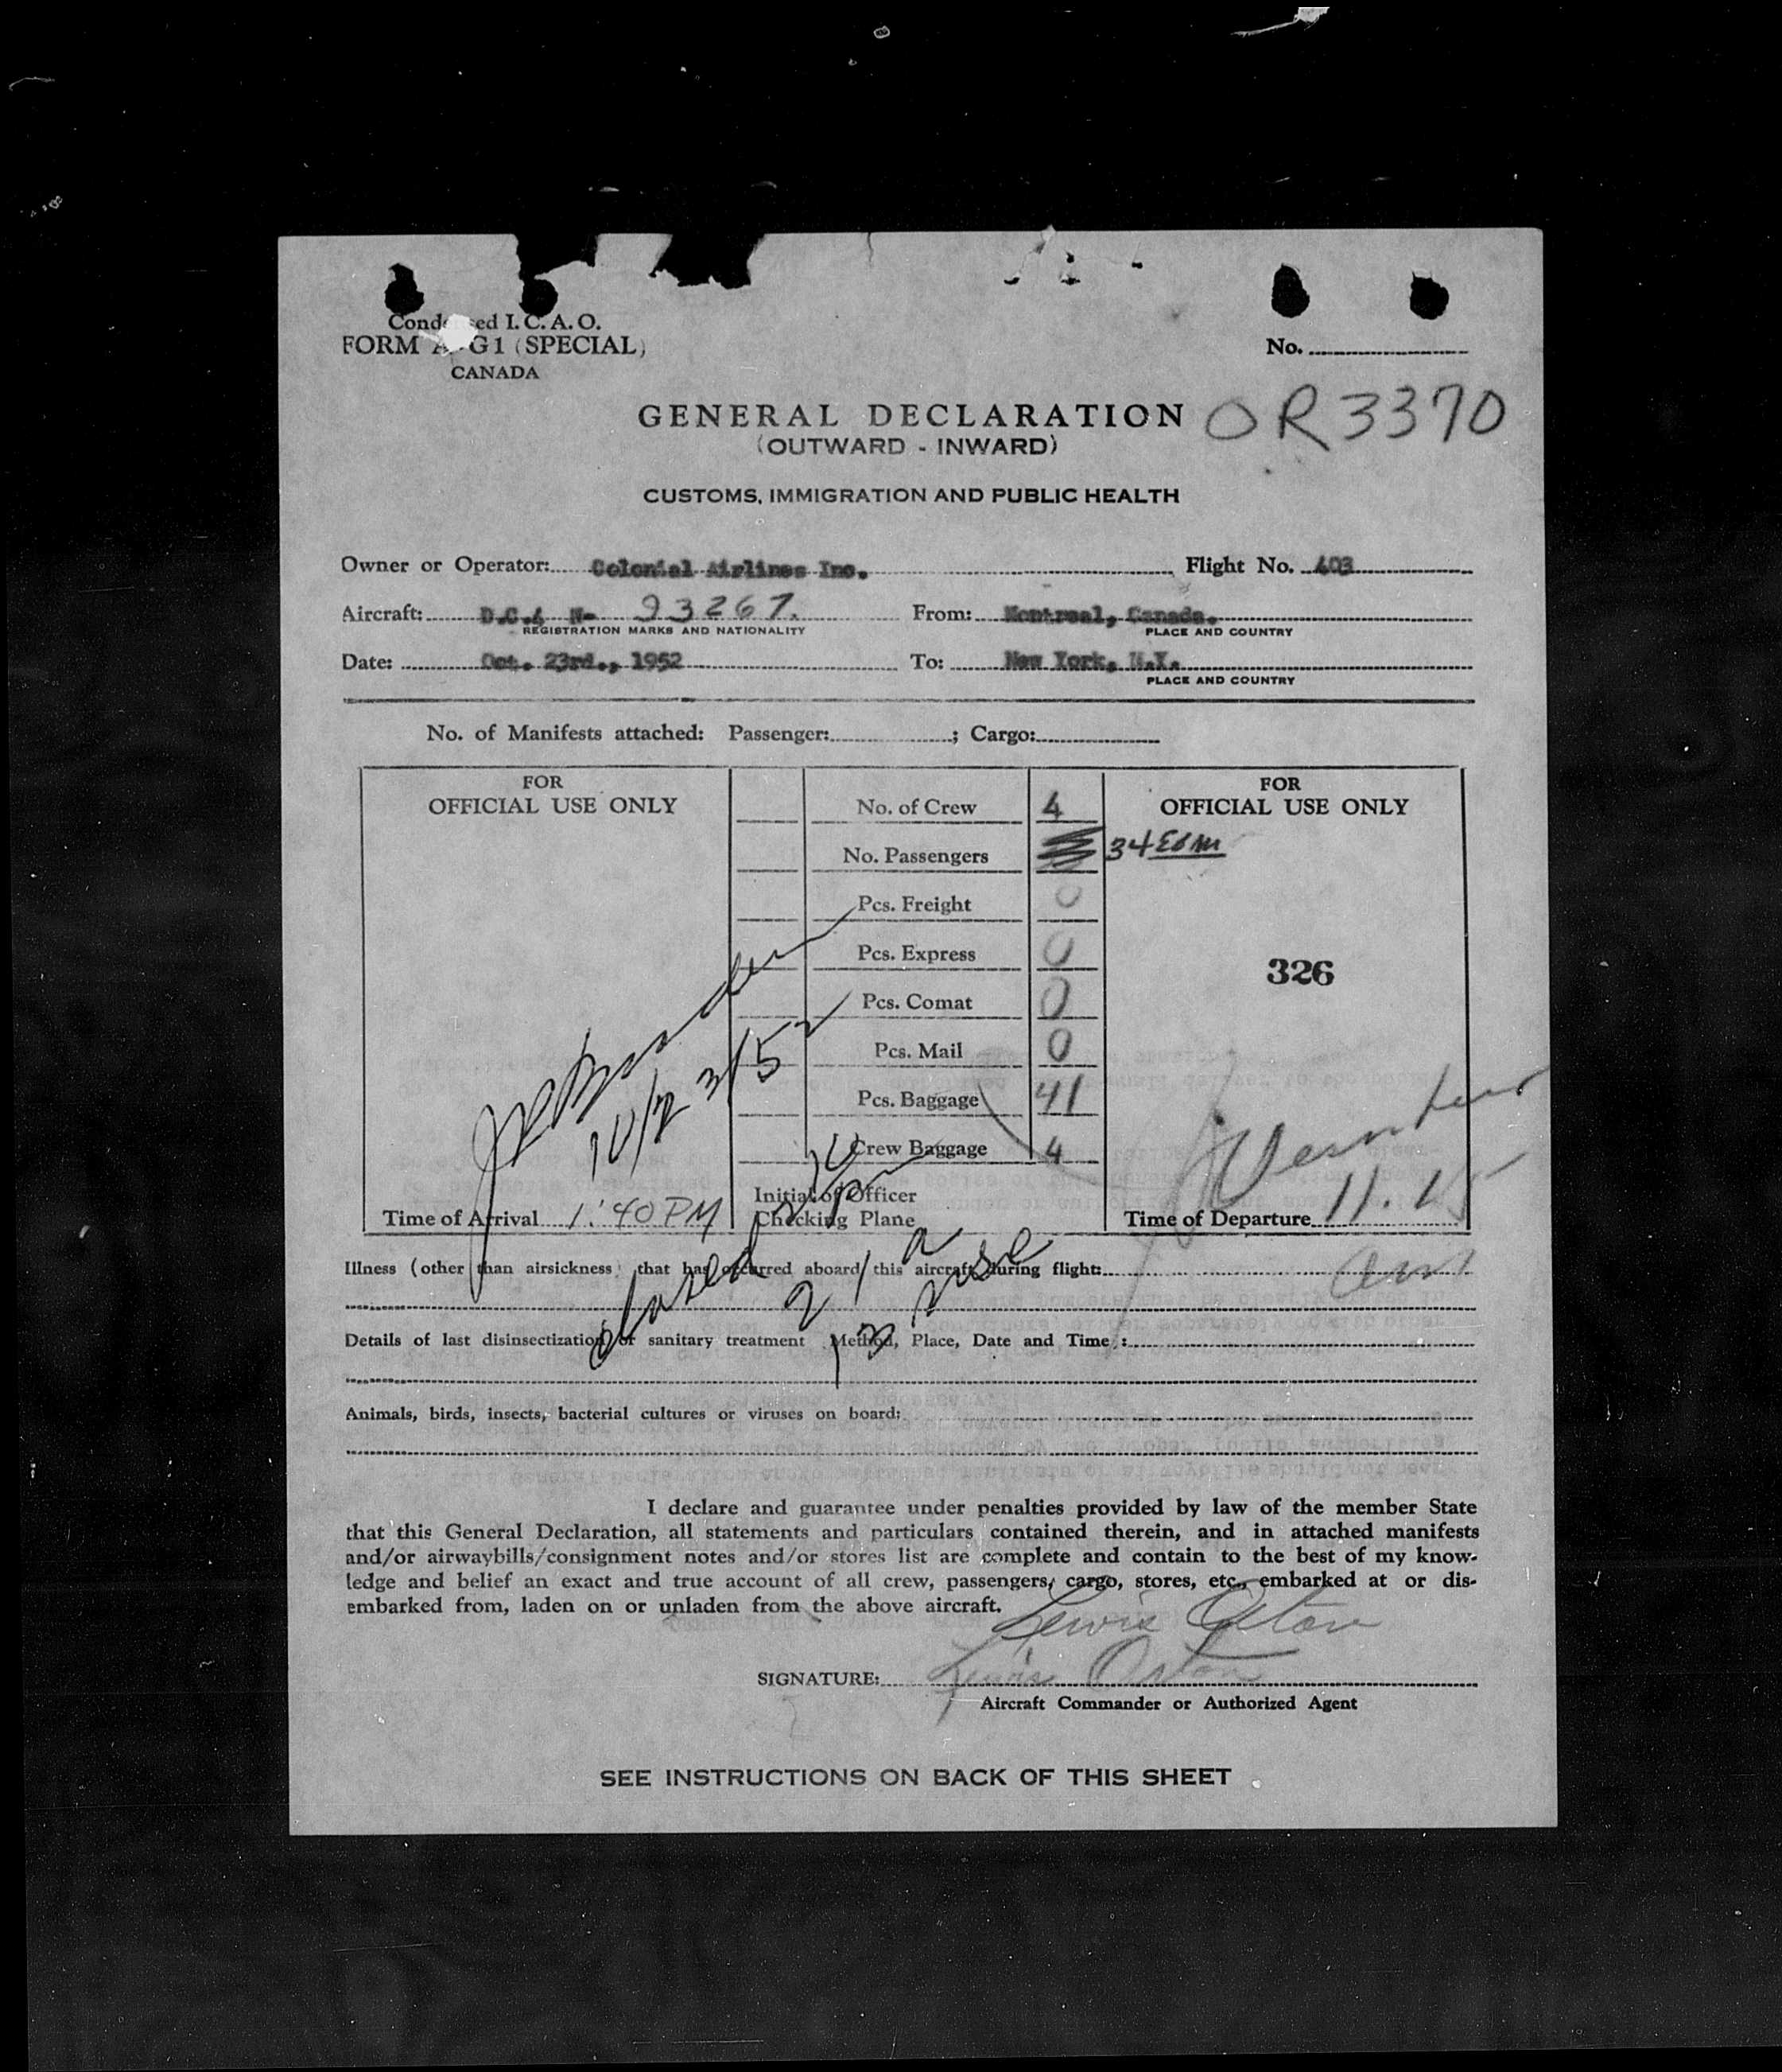 Condensed I. C. A. O.
FORM A-G1 (SPECIAL)
CANADA
No.
GENERAL DECLARATION OR3370
(OUTWARD - INWARD)
CUSTOMS, IMMIGRATION AND PUBLIC HEALTH
Owner or Operator: Colonial Airlines Inc. Flight No. 403
Aircraft: D.C.4 N- 93267. From: Montreal, Canada.
REGISTRATION MARKS AND NATIONALITY PLACE AND COUNTRY
Date: Oct. 23rd., 1952 To: New York, N.Y.
PLACE AND COUNTRY
No. of Manifests attached: Passenger: ; Cargo:
FOR
OFFICIAL USE ONLY
No. of Crew 4
No. Passengers 34
Pcs. Freight 0
Pcs. Express 0
Pcs. Comat 0
Pcs. Mail 0
Pcs. Baggage 41
Crew Baggage 4
Initial of Officer
Checking Plane
FOR
OFFICIAL USE ONLY
326
10/23/52
Time of Arrival 1:40 PM
Time of Departure 11.15
am
Illness (other than airsickness) that has occurred aboard this aircraft during flight:
Details of last disinsectization or sanitary treatment (Method, Place, Date and Time):
Animals, birds, insects, bacterial cultures or viruses on board:
I declare and guarantee under penalties provided by law of the member State
that this General Declaration, all statements and particulars contained therein, and in attached manifests
and/or airwaybills/consignment notes and/or stores list are complete and contain to the best of my know-
ledge and belief an exact and true account of all crew, passengers, cargo, stores, etc., embarked at or dis-
embarked from, laden on or unladen from the above aircraft.
SIGNATURE: Lewis
Aircraft Commander or Authorized Agent
SEE INSTRUCTIONS ON BACK OF THIS SHEET